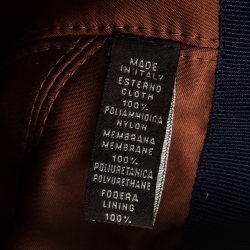 MADE
IN ITALY
ESTERNO
CLOTH
100%
POLIAMMIDICA
NYLON
MEMBRANA
MEMBRANE
100%
POLIURETANICA
POLYURETHANE
FODERA
LINING
100%